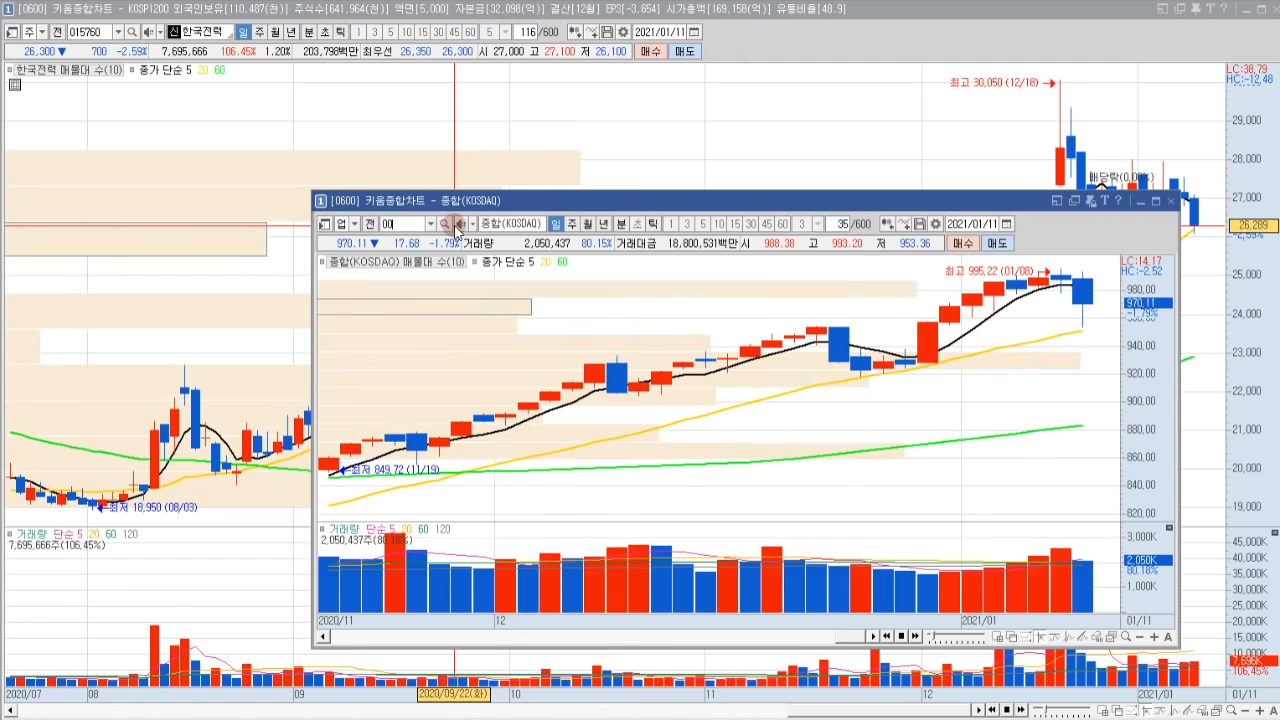 [0600] 키움종합차트 - KOSPI200 외국인보유[110,487(천)] 주식수[641,964(천)] 액면[5,000] 자본금[32,098(억)] 결산[12월] EPS[-3,654] 시가총액[169,158(억)] 유동비율[48.9]
주 전 015760 신 한국전력 일 주 월 년 분 초 틱 1 3 5 10 15 30 45 60 5 116 /600 2021/01/11
26,300 ▼ 700 -2.59% 7,695,666 106.45% 1.20% 203,798백만 최우선 26,350 26,300 시 27,000 고 27,100 저 26,100 매수 매도
한국전력 매물대 수(10) 종가 단순 5 20 60
LC:38,79
HC:-12,48
최고 30,050 (12/18)
29,000
28,000
배당락(0,00%)
27,000
26,289
25,000
24,000
23,000
22,000
21,000
20,000
19,000
최저 18,950 (08/03)
[0600] 키움종합차트 - 종합(KOSDAQ)
업 전 00 종합(KOSDAQ) 일 주 월 년 분 초 틱 1 3 5 10 15 30 45 60 3 35 /600 2021/01/11
970.11 ▼ 17.68 -1.79% 거래량 2,050,437 80.15% 거래대금 18,800,531백만 시 988.38 고 993.20 저 953.36 매수 매도
종합(KOSDAQ) 매물대 수(10) 종가 단순 5 20 60
LC:14,17
HC:-2,52
최고 995,22 (01/08)
980,00
970,11
-1,79%
940,00
920,00
900,00
880,00
860,00
840,00
820,00
최저 849,72 (11/19)
거래량 단순 5 20 60 120
2,050,437주(80,18%)
3,000K
2,050K
80,18%
1,000K
2020/11 12 2021/01 01/11
거래량 단순 5 20 60 120
7,695,666주(106,45%)
45,000K
40,000K
35,000K
30,000K
25,000K
20,000K
15,000K
10,000K
7,696K
106,45%
2020/07 08 09 2020/09/22(화) 10 11 12 2021/01 01/11